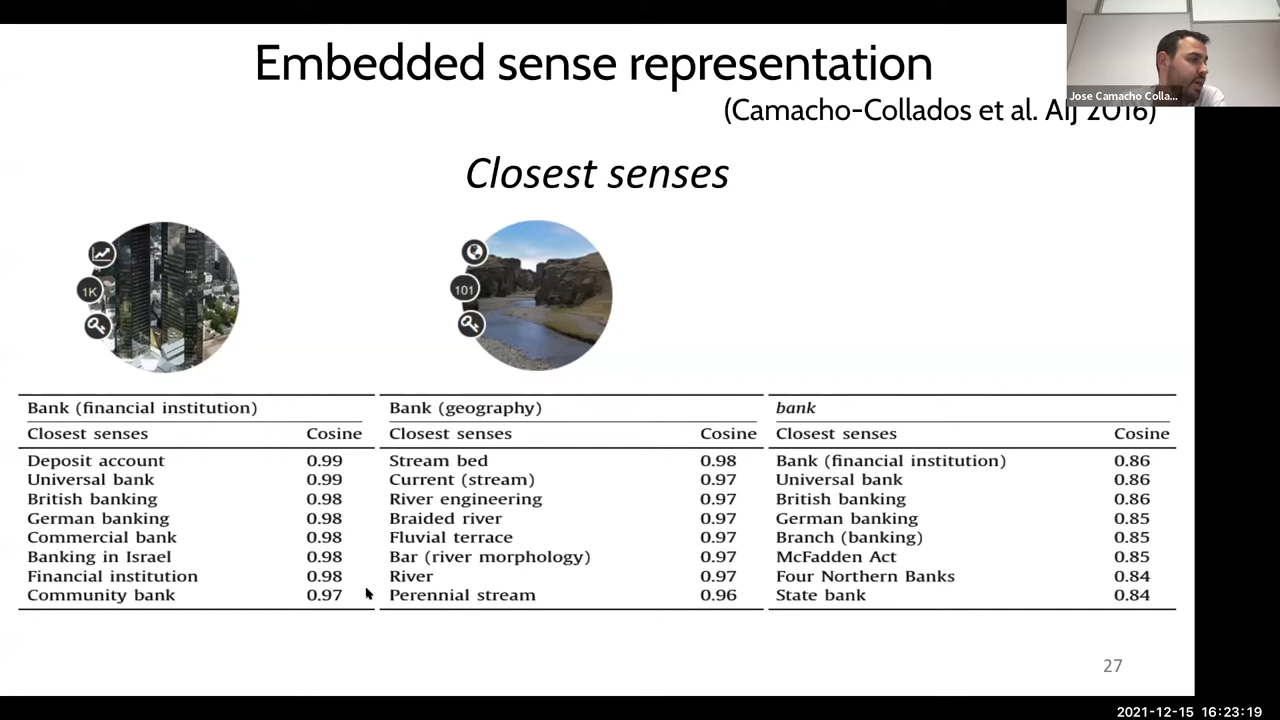 Embedded sense representation
Jose Camacho Colla...
(Camacho-Collados et al. AIJ 2016)
Closest senses
1K
101
Bank (financial institution)
Closest senses Cosine
Deposit account 0.99
Universal bank 0.99
British banking 0.98
German banking 0.98
Commercial bank 0.98
Banking in Israel 0.98
Financial institution 0.98
Community bank 0.97
Bank (geography)
Closest senses Cosine
Stream bed 0.98
Current (stream) 0.97
River engineering 0.97
Braided river 0.97
Fluvial terrace 0.97
Bar (river morphology) 0.97
River 0.97
Perennial stream 0.96
bank
Closest senses Cosine
Bank (financial institution) 0.86
Universal bank 0.86
British banking 0.86
German banking 0.85
Branch (banking) 0.85
McFadden Act 0.85
Four Northern Banks 0.84
State bank 0.84
27
2021-12-15 16:23:19